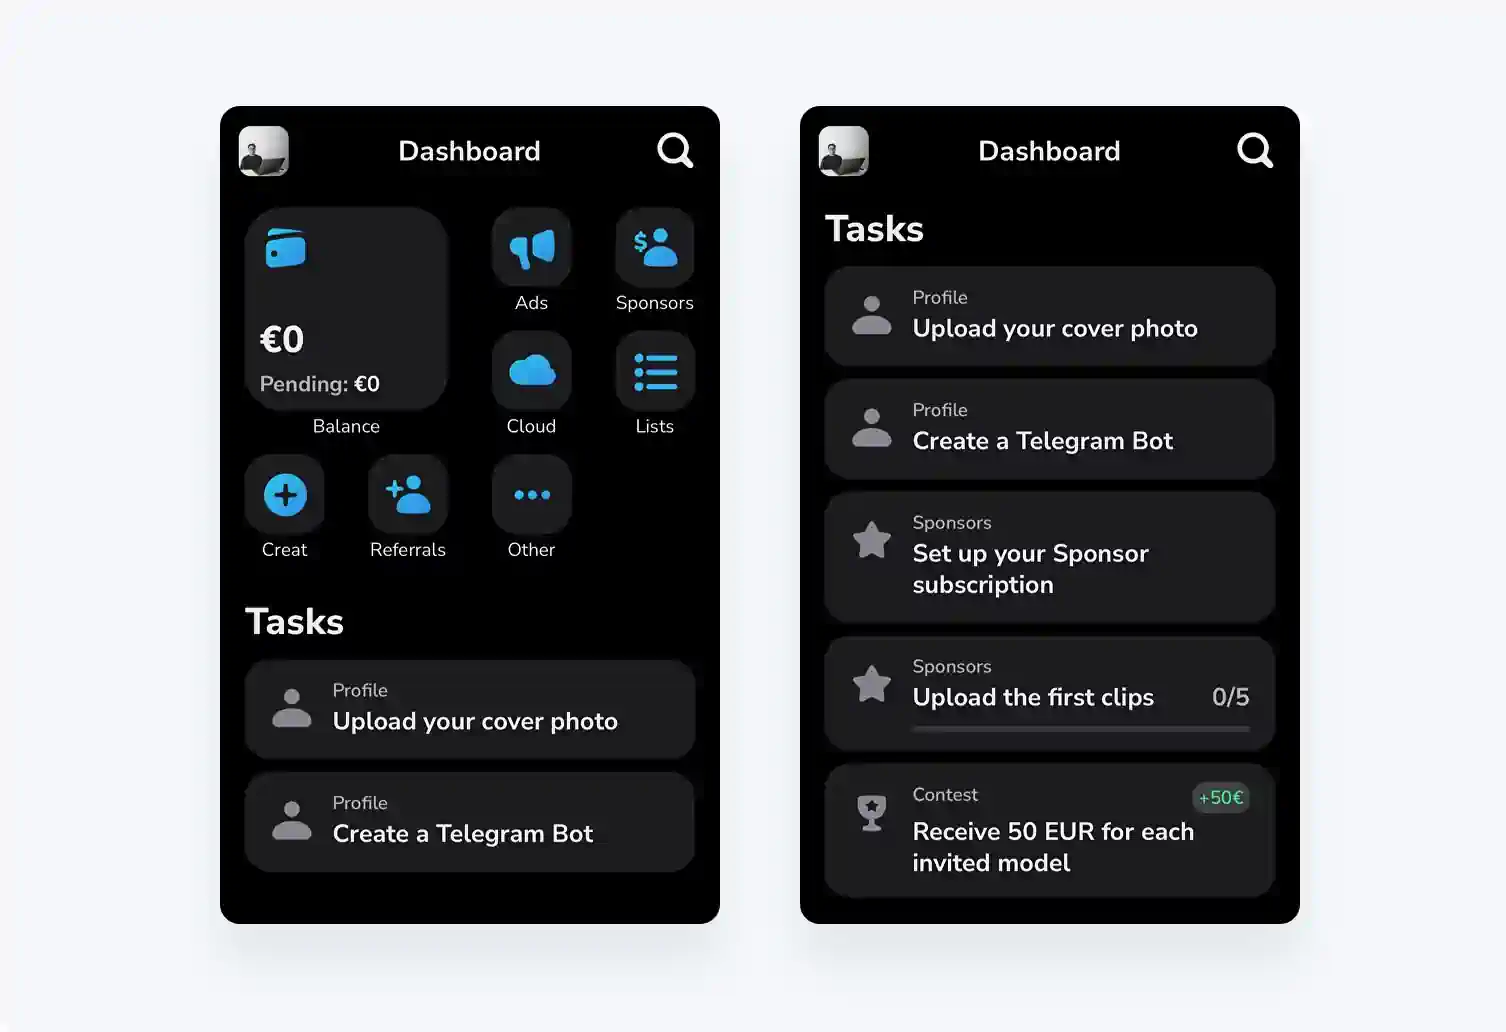 Dashboard
€0
Pending: €0
Balance
Ads
$
Sponsors
Cloud
Lists
Creat
Referrals
Other
Tasks
Profile
Upload your cover photo
Profile
Create a Telegram Bot
Dashboard
Tasks
Profile
Upload your cover photo
Profile
Create a Telegram Bot
Sponsors
Set up your Sponsor
subscription
Sponsors
Upload the first clips 0/5
Contest +50€
Receive 50 EUR for each
invited model